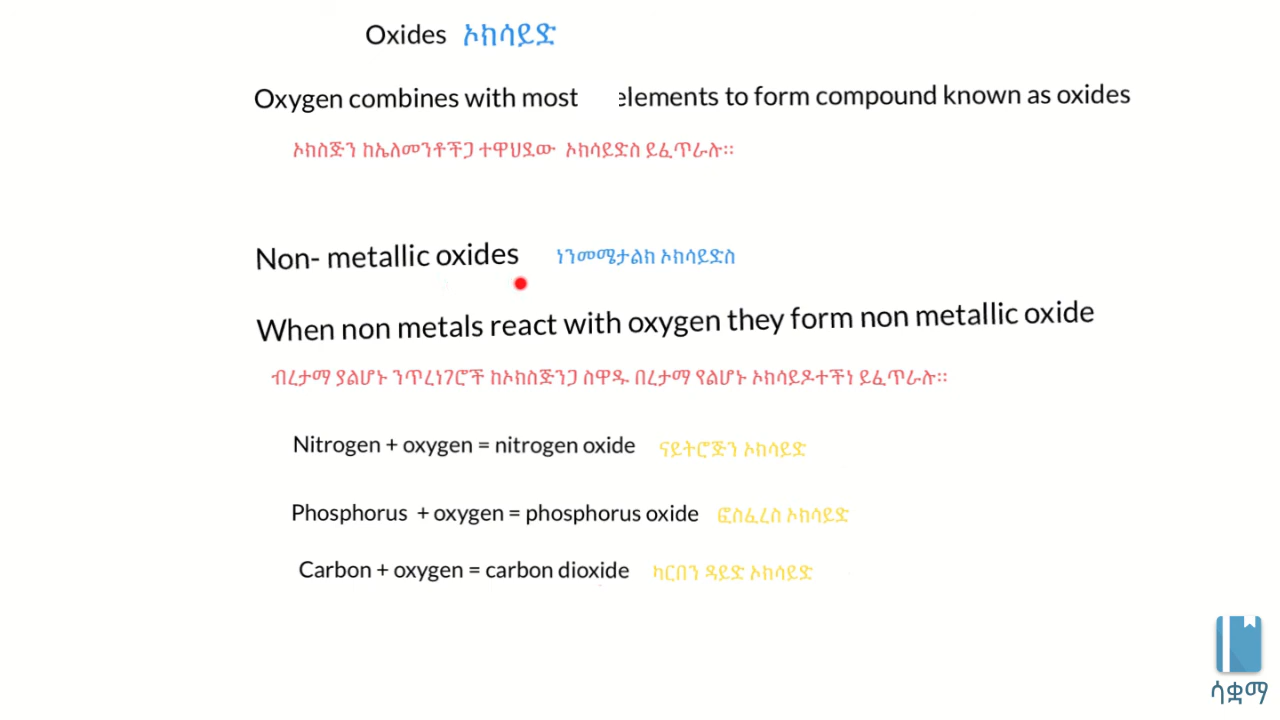 Oxides ኦክሳይድ
Oxygen combines with most elements to form compound known as oxides
ኦክስጅን ከኤለመንቶችጋ ተዋህደው ኦክሳይድስ ይፈጥራሉ፡፡
Non- metallic oxides ነንመሜታልክ ኦክሳይድስ
When non metals react with oxygen they form non metallic oxide
ብረታማ ያልሆኑ ንጥረነገሮች ከኦክስጅንጋ ስዋዱ በረታማ የልሆኑ ኦክሳይዶተችነ ይፈጥራሉ፡፡
Nitrogen + oxygen = nitrogen oxide ናይትሮጅን ኦከሳይድ
Phosphorus + oxygen = phosphorus oxide ፎስፈረስ ኦክሳይድ
Carbon + oxygen = carbon dioxide ካርበን ዳይድ ኦክሳይድ
ሳቋማ